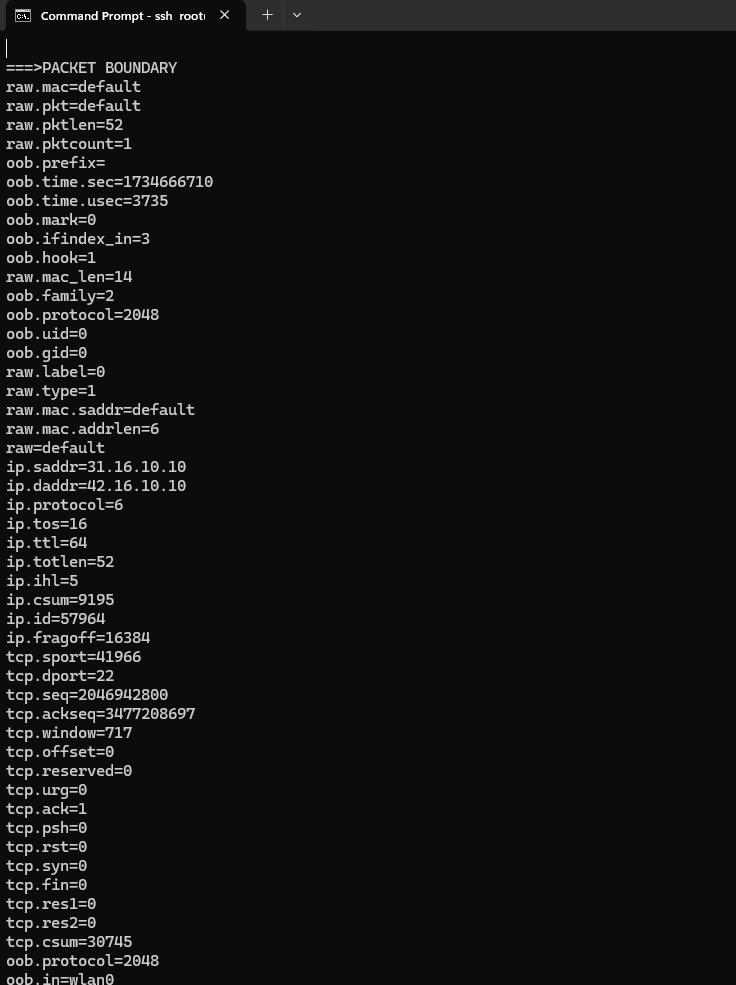 Command Prompt - ssh root
===>PACKET BOUNDARY
raw.mac=default
raw.pkt=default
raw.pktlen=52
raw.pktcount=1
oob.prefix=
oob.time.sec=1734666710
oob.time.usec=3735
oob.mark=0
oob.ifindex_in=3
oob.hook=1
raw.mac_len=14
oob.family=2
oob.protocol=2048
oob.uid=0
oob.gid=0
raw.label=0
raw.type=1
raw.mac.saddr=default
raw.mac.addrlen=6
raw=default
ip.saddr=31.16.10.10
ip.daddr=42.16.10.10
ip.protocol=6
ip.tos=16
ip.ttl=64
ip.totlen=52
ip.ihl=5
ip.csum=9195
ip.id=57964
ip.fragoff=16384
tcp.sport=41966
tcp.dport=22
tcp.seq=2046942800
tcp.ackseq=3477208697
tcp.window=717
tcp.offset=0
tcp.reserved=0
tcp.urg=0
tcp.ack=1
tcp.psh=0
tcp.rst=0
tcp.syn=0
tcp.fin=0
tcp.res1=0
tcp.res2=0
tcp.csum=30745
oob.protocol=2048
oob.in=wlan0